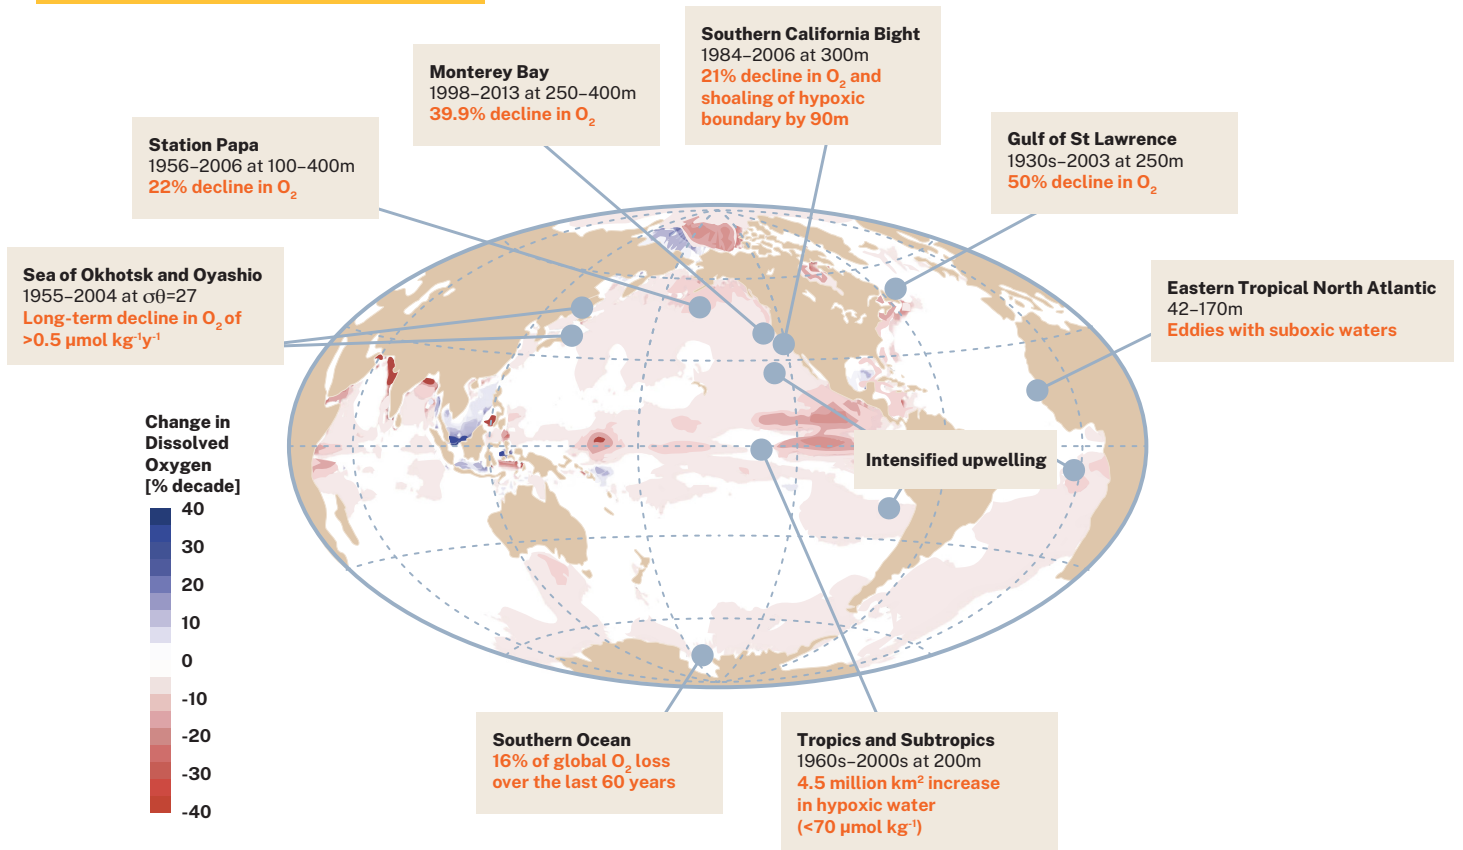 Southern California Bight
1984–2006 at 300m
21% decline in O₂ and
shoaling of hypoxic
boundary by 90m
Monterey Bay
1998–2013 at 250–400m
39.9% decline in O₂
Station Papa
1956–2006 at 100–400m
22% decline in O₂
Gulf of St Lawrence
1930s–2003 at 250m
50% decline in O₂
Sea of Okhotsk and Oyashio
1955–2004 at σθ=27
Long-term decline in O₂ of
>0.5 µmol kg⁻¹y⁻¹
Eastern Tropical North Atlantic
42–170m
Eddies with suboxic waters
Intensified upwelling
Change in
Dissolved
Oxygen
[% decade]
40
30
20
10
0
-10
-20
-30
-40
Southern Ocean
16% of global O₂ loss
over the last 60 years
Tropics and Subtropics
1960s–2000s at 200m
4.5 million km² increase
in hypoxic water
(<70 µmol kg⁻¹)